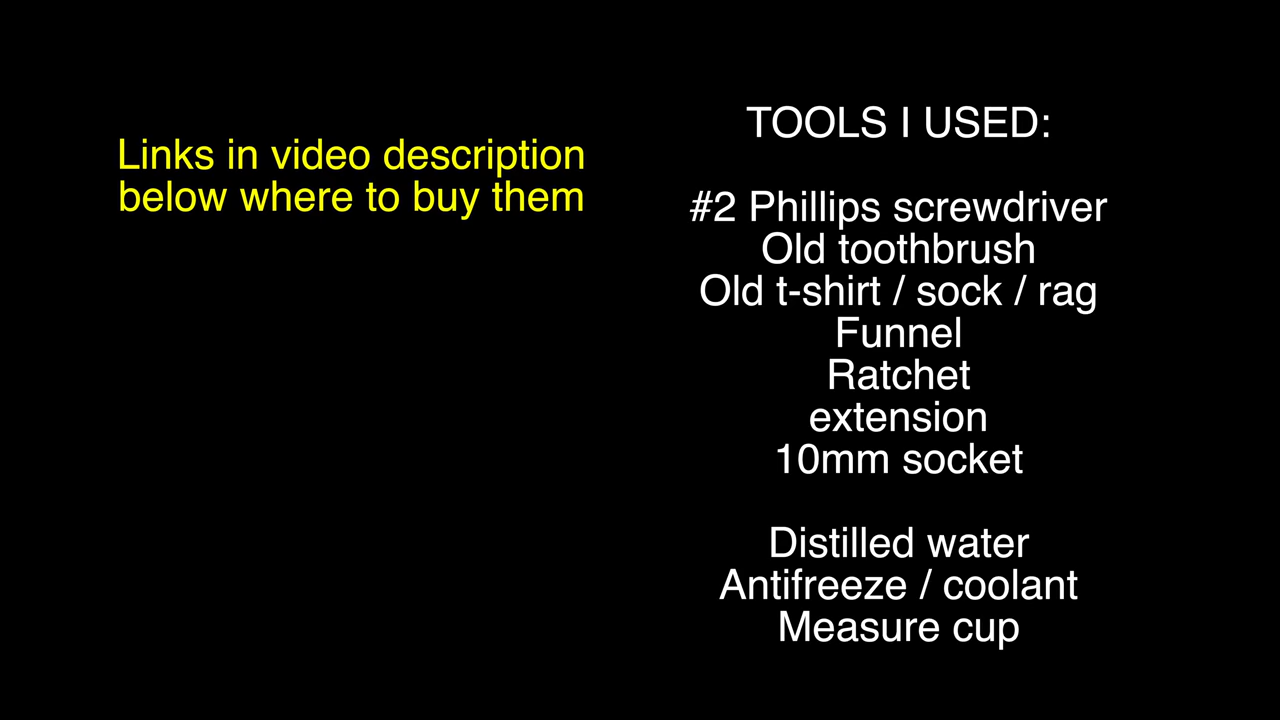 Links in video description
below where to buy them
TOOLS I USED:
#2 Phillips screwdriver
Old toothbrush
Old t-shirt / sock / rag
Funnel
Ratchet
extension
10mm socket
Distilled water
Antifreeze / coolant
Measure cup